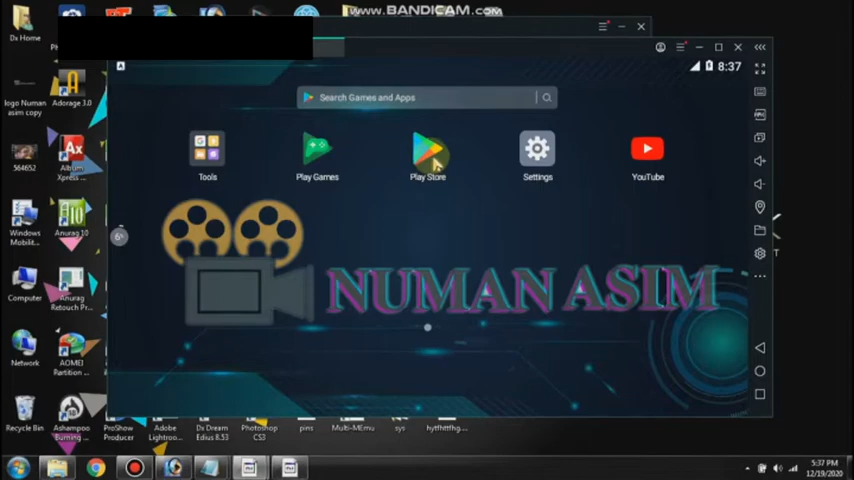 WWW.BANDICAM.COM
Dx Home
8:37
Search Games and Apps
logo Numan
asim copy
Adorage 3.0
Tools
Play Games
Play Store
Settings
YouTube
564652
Album
Xpress ...
Windows
Mobilit...
Anurag 10
NUMAN ASIM
Computer
Anurag
Retouch Pr...
Network
AOMEI
Partition ...
Recycle Bin
Ashampoo
Burning ...
ProShow
Producer
Adobe
Lightroo...
Dx Dream
Edius 8.53
Photoshop
CS3
pins
Multi-MEmu
sys
hytfhttfhg....
5:37 PM
12/19/2020